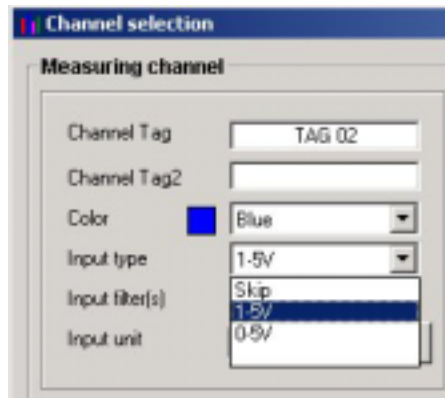 Channel selection
Measuring channel
Channel Tag TAG 02
Channel Tag2
Color Blue
Input type 1-5V
Skip
Input filter(s) 1-5V
0-5V
Input unit